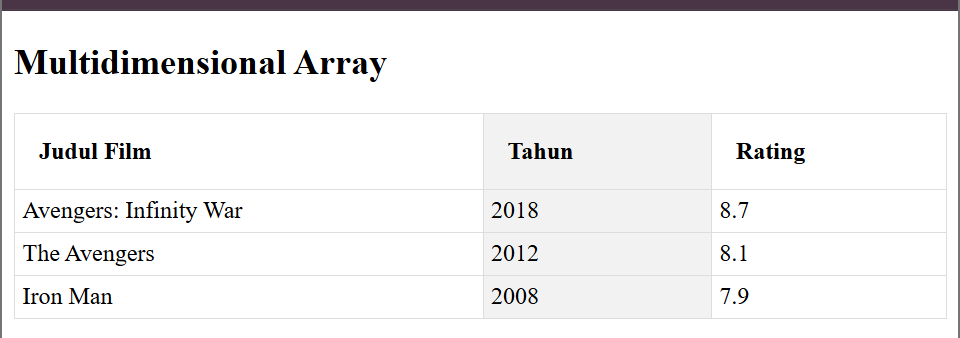 Multidimensional Array
Judul Film Tahun Rating
Avengers: Infinity War 2018 8.7
The Avengers 2012 8.1
Iron Man 2008 7.9